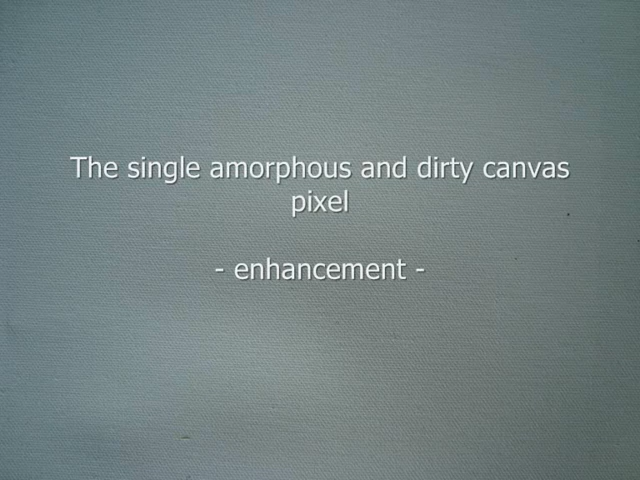 The single amorphous and dirty canvas
pixel
- enhancement -